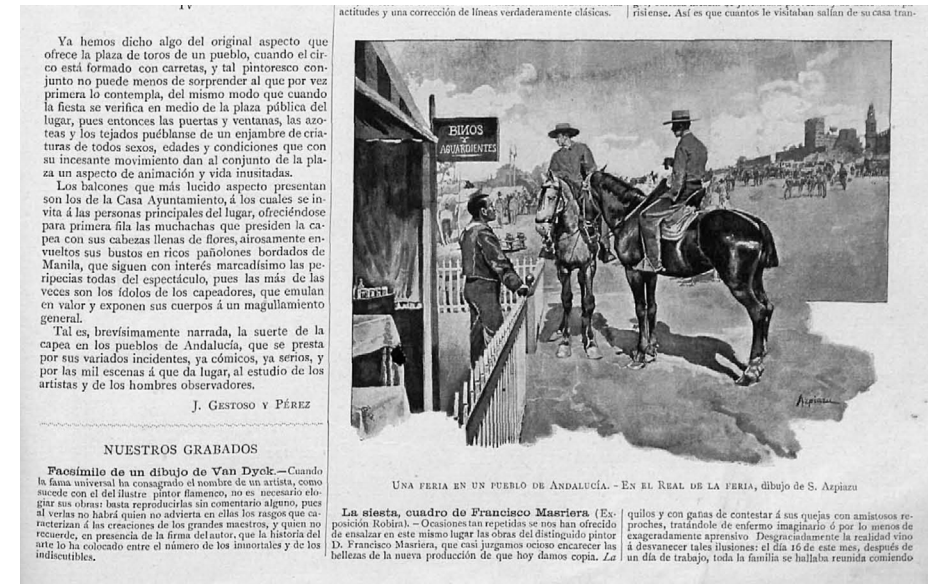 IV
Ya hemos dicho algo del original aspecto que
ofrece la plaza de toros de un pueblo, cuando el cír-
co está formado con carretas, y tal pintoresco con-
junto no puede menos de sorprender al que por vez
primera lo contempla, del mismo modo que cuando
la fiesta se verifica en medio de la plaza pública del
lugar, pues entonces las puertas y ventanas, las azo-
teas y los tejados puéblanse de un enjambre de cria-
turas de todos sexos, edades y condiciones que con
su incesante movimiento dan al conjunto de la pla-
za un aspecto de animación y vida inusitadas.
Los balcones que más lucido aspecto presentan
son los de la Casa Ayuntamiento, á los cuales se in-
vita á las personas principales del lugar, ofreciéndose
para primera fila las muchachas que presiden la ca-
pea con sus cabezas llenas de flores, airosamente en-
vueltos sus bustos en ricos pañolones bordados de
Manila, que siguen con interés marcadísimo las pe-
ripecias todas del espectáculo, pues las más de las
veces son los ídolos de los capeadores, que emulan
en valor y exponen sus cuerpos á un magullamiento
general.
Tal es, brevísimamente narrada, la suerte de la
capea en los pueblos de Andalucía, que se presta
por sus variados incidentes, ya cómicos, ya serios, y
por las mil escenas á que da lugar, al estudio de los
artistas y de los hombres observadores.
J. GESTOSO Y PÉREZ
NUESTROS GRABADOS
Facsímile de un dibujo de Van Dyck.—Cuando
la fama universal ha consagrado el nombre de un artista, como
sucede con el del ilustre pintor flamenco, no es necesario elo-
giar sus obras: basta reproducirlas sin comentario alguno, pues
al verlas no habrá quien no advierta en ellas los rasgos que ca-
racterizan á las creaciones de los grandes maestros, y quien no
recuerde, en presencia de la firma del autor, que la historia del
arte lo ha colocado entre el número de los inmortales y de los
indiscutibles.
actitudes y una corrección de líneas verdaderamente clásicas.
risiense. Así es que cuantos le visitaban salían de su casa tran-
BINOS
Y
AGUARDIENTES
Azpiazu
UNA FERIA EN UN PUEBLO DE ANDALUCÍA. - EN EL REAL DE LA FERIA, dibujo de S. Azpiazu
La siesta, cuadro de Francisco Masriera (Ex-
posición Robira). - Ocasiones tan repetidas se nos han ofrecido
de ensalzar en este mismo lugar las obras del distinguido pintor
D. Francisco Masriera, que casi juzgamos ocioso encarecer las
bellezas de la nueva producción de que hoy damos copia. La
quilos y con gañas de contestar á sus quejas con amistosos re-
proches, tratándole de enfermo imaginario ó por lo menos de
exageradamente aprensivo Desgraciadamente la realidad vino
á desvanecer tales ilusiones: el día 16 de este mes, después de
un día de trabajo, toda la familia se hallaba reunida comiendo